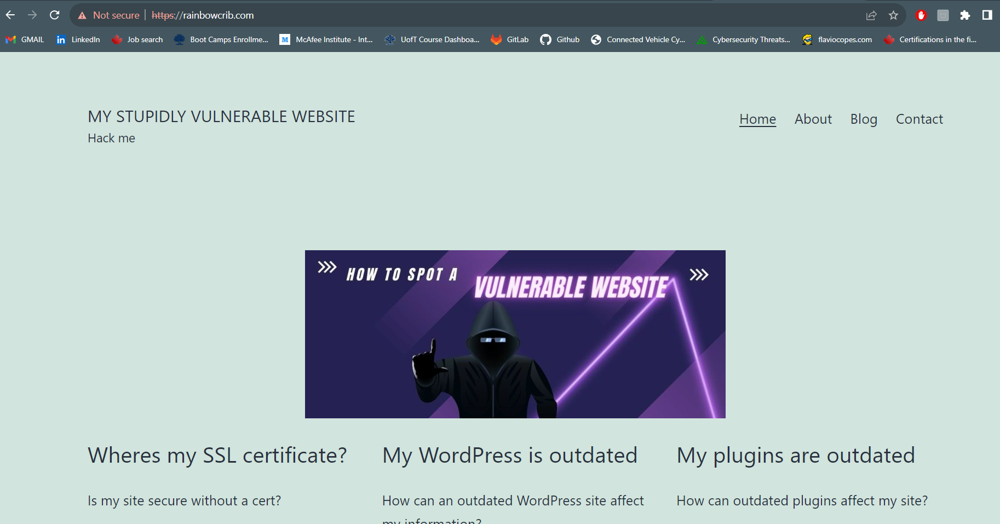 Not secure | https://rainbowcrib.com
GMAIL LinkedIn Job search Boot Camps Enrollme... M McAfee Institute - Int... UofT Course Dashboa... GitLab Github Connected Vehicle Cy... Cybersecurity Threats... flaviocopes.com Certifications in the fi...
MY STUPIDLY VULNERABLE WEBSITE
Hack me
Home About Blog Contact
HOW TO SPOT A
VULNERABLE WEBSITE
Wheres my SSL certificate?
Is my site secure without a cert?
My WordPress is outdated
How can an outdated WordPress site affect
my information?
My plugins are outdated
How can outdated plugins affect my site?